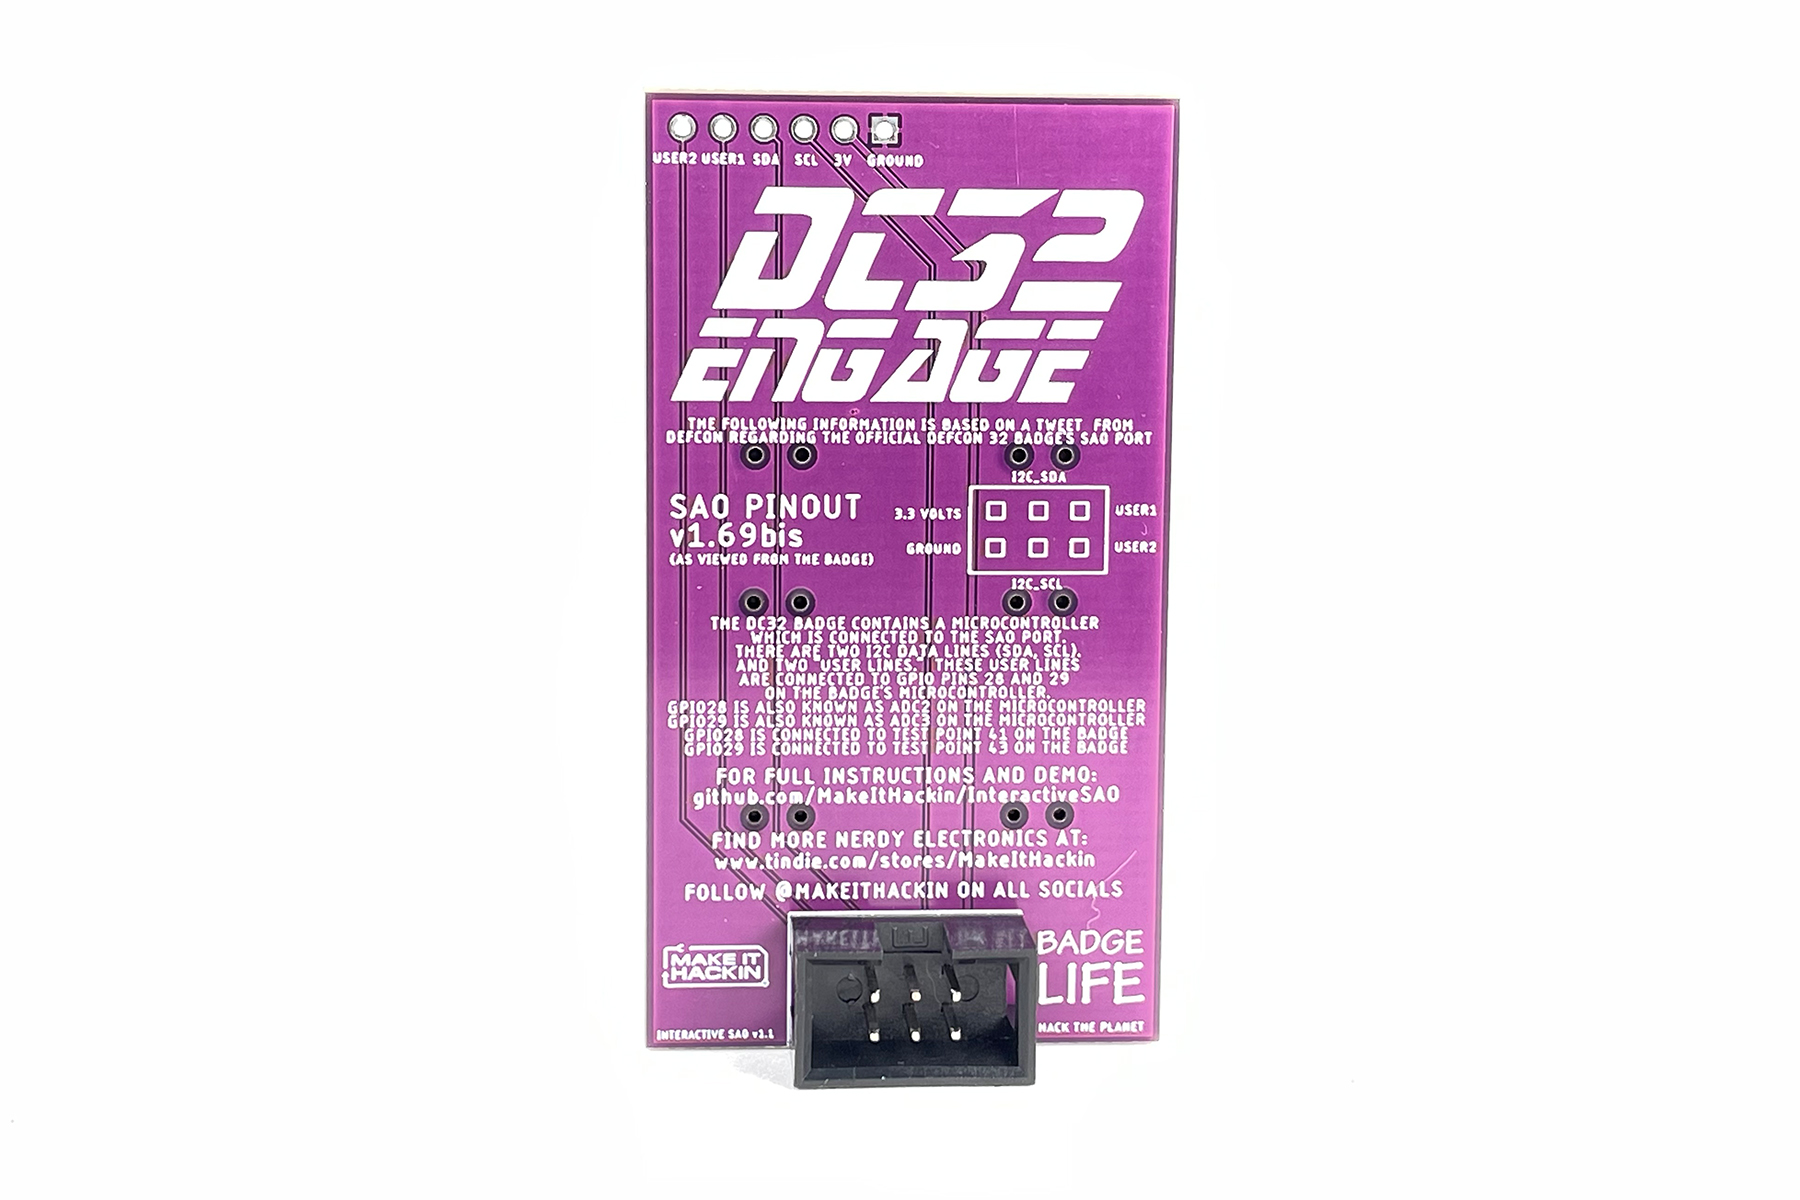 USER2 USER1 SDA SCL 3V GROUND
DC32
ENGAGE
THE FOLLOWING INFORMATION IS BASED ON A TWEET FROM
DEFCON REGARDING THE OFFICIAL DEFCON 32 BADGE'S SAO PORT
I2C_SDA
SAO PINOUT
v1.69bis
(AS VIEWED FROM THE BADGE)
3.3 VOLTS USER1
GROUND USER2
I2C_SCL
THE DC32 BADGE CONTAINS A MICROCONTROLLER
WHICH IS CONNECTED TO THE SAO PORT.
THERE ARE TWO I2C DATA LINES (SDA, SCL),
AND TWO "USER LINES." THESE USER LINES
ARE CONNECTED TO GPIO PINS 28 AND 29
ON THE BADGE'S MICROCONTROLLER.
GPIO28 IS ALSO KNOWN AS ADC2 ON THE MICROCONTROLLER
GPIO29 IS ALSO KNOWN AS ADC3 ON THE MICROCONTROLLER
GPIO28 IS CONNECTED TO TEST POINT 41 ON THE BADGE
GPIO29 IS CONNECTED TO TEST POINT 43 ON THE BADGE
FOR FULL INSTRUCTIONS AND DEMO:
github.com/MakeItHackin/InteractiveSAO
FIND MORE NERDY ELECTRONICS AT:
www.tindie.com/stores/MakeItHackin
FOLLOW @MAKEITHACKIN ON ALL SOCIALS
MAKE IT
HACKIN
BADGE
LIFE
INTERACTIVE SAO v1.1
HACK THE PLANET